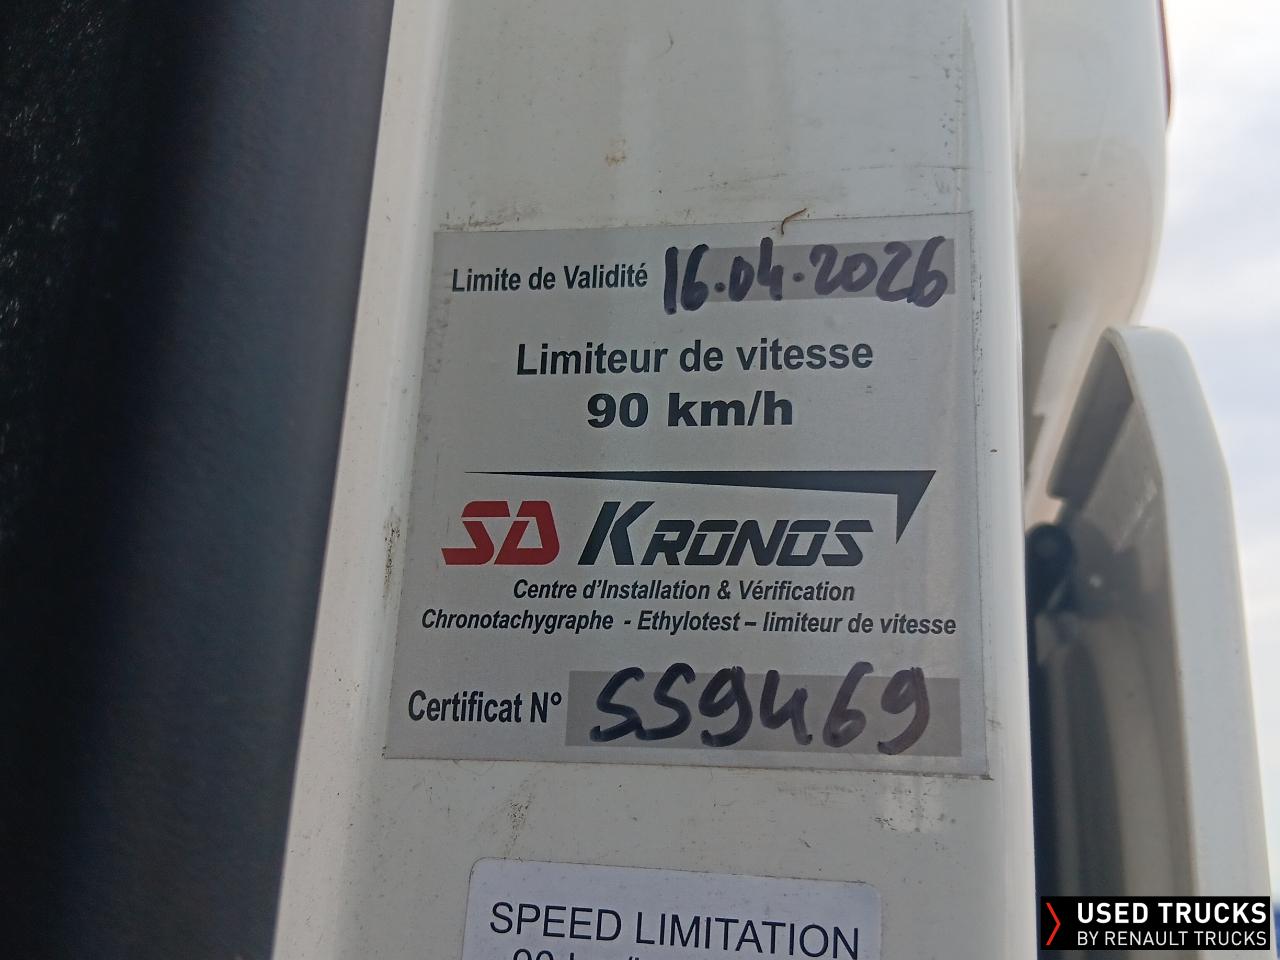 Limite de Validité 16.04.2026
Limiteur de vitesse
90 km/h
SD KRONOS
Centre d'Installation & Vérification
Chronotachygraphe - Ethylotest – limiteur de vitesse
Certificat N° 559469
SPEED LIMITATION
USED TRUCKS
BY RENAULT TRUCKS